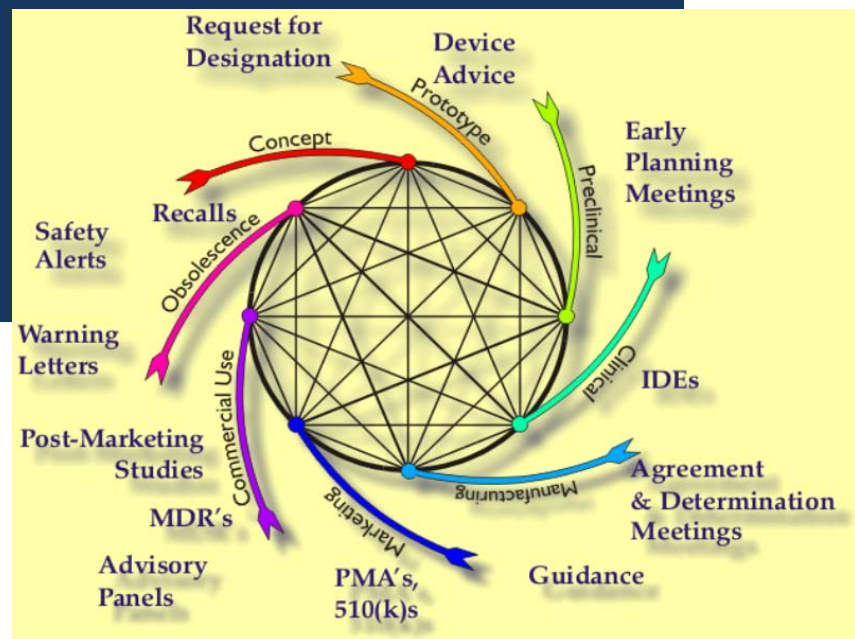 Request for
Designation
Device
Advice
Prototype
Concept
Early
Planning
Meetings
Preclinical
Recalls
Safety
Alerts
Obsolescence
Warning
Letters
Clinical
IDEs
Commercial Use
Post-Marketing
Studies
Agreement
& Determination
Meetings
Manufacturing
Marketing
MDR's
Advisory
Panels
PMA's,
510(k)s
Guidance